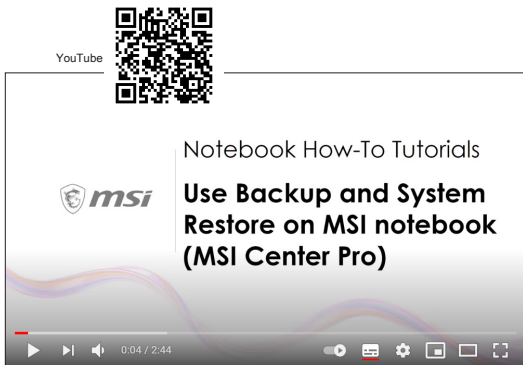 YouTube
Notebook How-To Tutorials
msi
Use Backup and System
Restore on MSI notebook
(MSI Center Pro)
0:04 / 2:44